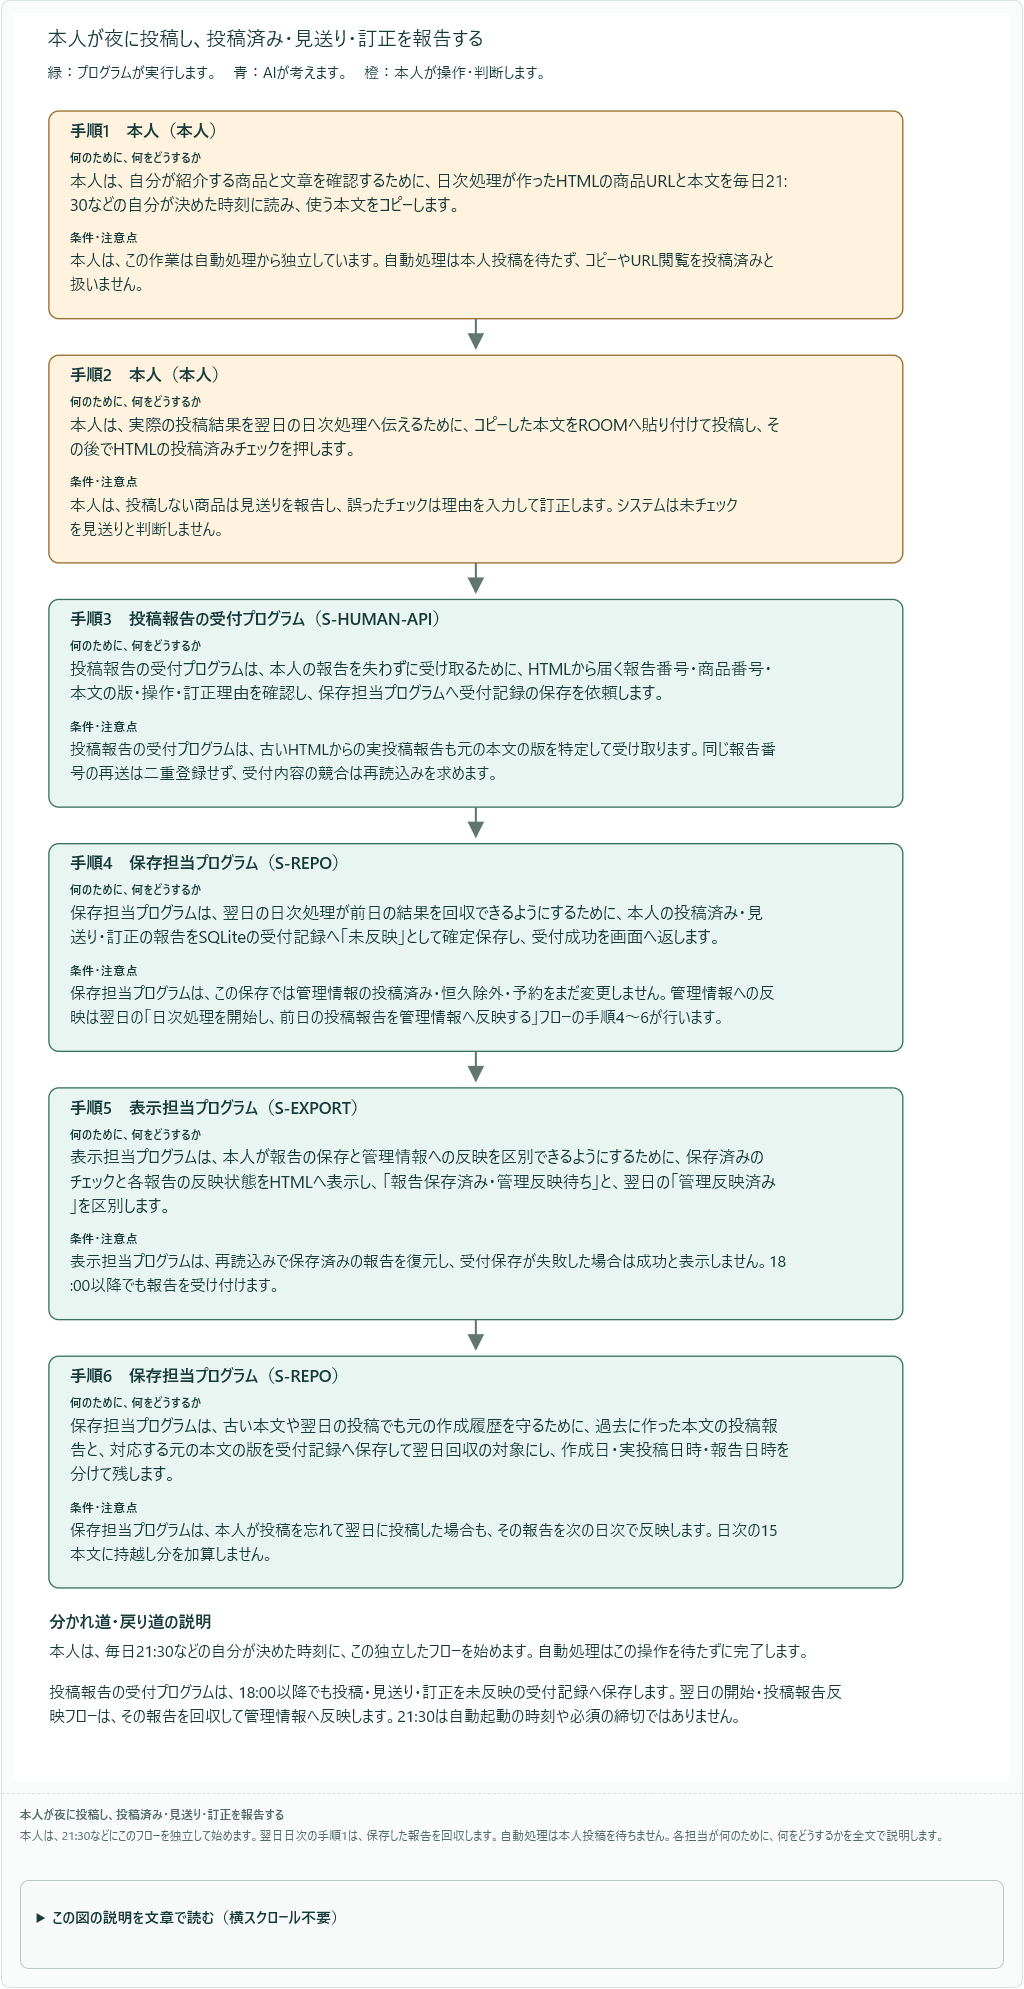 本人が夜に投稿し、投稿済み・見送り・訂正を報告する
緑：プログラムが実行します。　青：AIが考えます。　橙：本人が操作・判断します。
手順1　本人（本人）
何のために、何をどうするか
本人は、自分が紹介する商品と文章を確認するために、日次処理が作ったHTMLの商品URLと本文を毎日21:
30などの自分が決めた時刻に読み、使う本文をコピーします。
条件・注意点
本人は、この作業は自動処理から独立しています。自動処理は本人投稿を待たず、コピーやURL閲覧を投稿済みと
扱いません。
手順2　本人（本人）
何のために、何をどうするか
本人は、実際の投稿結果を翌日の日次処理へ伝えるために、コピーした本文をROOMへ貼り付けて投稿し、そ
の後でHTMLの投稿済みチェックを押します。
条件・注意点
本人は、投稿しない商品は見送りを報告し、誤ったチェックは理由を入力して訂正します。システムは未チェック
を見送りと判断しません。
手順3　投稿報告の受付プログラム（S-HUMAN-API）
何のために、何をどうするか
投稿報告の受付プログラムは、本人の報告を失わずに受け取るために、HTMLから届く報告番号・商品番号・
本文の版・操作・訂正理由を確認し、保存担当プログラムへ受付記録の保存を依頼します。
条件・注意点
投稿報告の受付プログラムは、古いHTMLからの実投稿報告も元の本文の版を特定して受け取ります。同じ報告番
号の再送は二重登録せず、受付内容の競合は再読込みを求めます。
手順4　保存担当プログラム（S-REPO）
何のために、何をどうするか
保存担当プログラムは、翌日の日次処理が前日の結果を回収できるようにするために、本人の投稿済み・見
送り・訂正の報告をSQLiteの受付記録へ「未反映」として確定保存し、受付成功を画面へ返します。
条件・注意点
保存担当プログラムは、この保存では管理情報の投稿済み・恒久除外・予約をまだ変更しません。管理情報への反
映は翌日の「日次処理を開始し、前日の投稿報告を管理情報へ反映する」フローの手順4～6が行います。
手順5　表示担当プログラム（S-EXPORT）
何のために、何をどうするか
表示担当プログラムは、本人が報告の保存と管理情報への反映を区別できるようにするために、保存済みの
チェックと各報告の反映状態をHTMLへ表示し、「報告保存済み・管理反映待ち」と、翌日の「管理反映済み
」を区別します。
条件・注意点
表示担当プログラムは、再読込みで保存済みの報告を復元し、受付保存が失敗した場合は成功と表示しません。18
:00以降でも報告を受け付けます。
手順6　保存担当プログラム（S-REPO）
何のために、何をどうするか
保存担当プログラムは、古い本文や翌日の投稿でも元の作成履歴を守るために、過去に作った本文の投稿報
告と、対応する元の本文の版を受付記録へ保存して翌日回収の対象にし、作成日・実投稿日時・報告日時を
分けて残します。
条件・注意点
保存担当プログラムは、本人が投稿を忘れて翌日に投稿した場合も、その報告を次の日次で反映します。日次の15
本文に持越し分を加算しません。
分かれ道・戻り道の説明
本人は、毎日21:30などの自分が決めた時刻に、この独立したフローを始めます。自動処理はこの操作を待たずに完了します。
投稿報告の受付プログラムは、18:00以降でも投稿・見送り・訂正を未反映の受付記録へ保存します。翌日の開始・投稿報告反
映フローは、その報告を回収して管理情報へ反映します。21:30は自動起動の時刻や必須の締切ではありません。
本人が夜に投稿し、投稿済み・見送り・訂正を報告する
本人は、21:30などにこのフローを独立して始めます。翌日日次の手順1は、保存した報告を回収します。自動処理は本人投稿を待ちません。各担当が何のために、何をどうするかを全文で説明します。
▶ この図の説明を文章で読む（横スクロール不要）